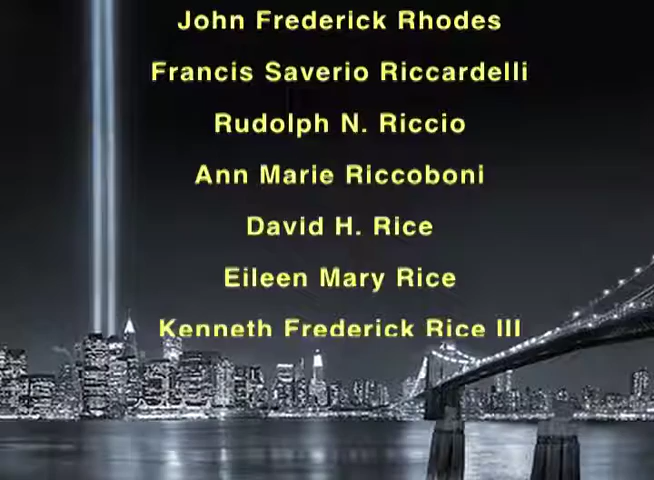 John Frederick Rhodes
Francis Saverio Riccardelli
Rudolph N. Riccio
Ann Marie Riccoboni
David H. Rice
Eileen Mary Rice
Kenneth Frederick Rice III